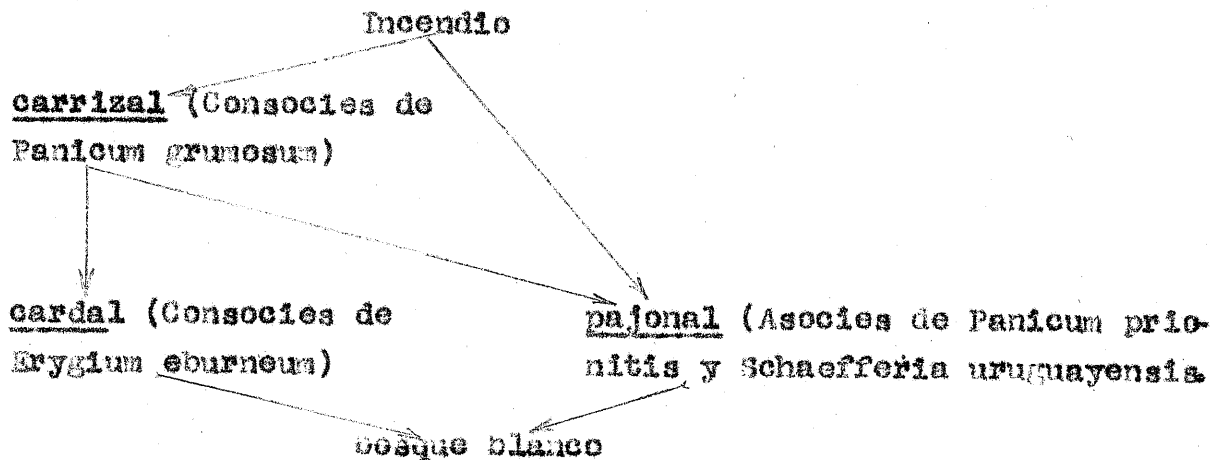 Incendio
carrizal (Consocies de
Panicum grumosum)
cardal (Consocies de
Erygium eburneum)
pajonal (Asocies de Panicum prio-
nitis y Schaefferia uruguayensis.
bosque blanco